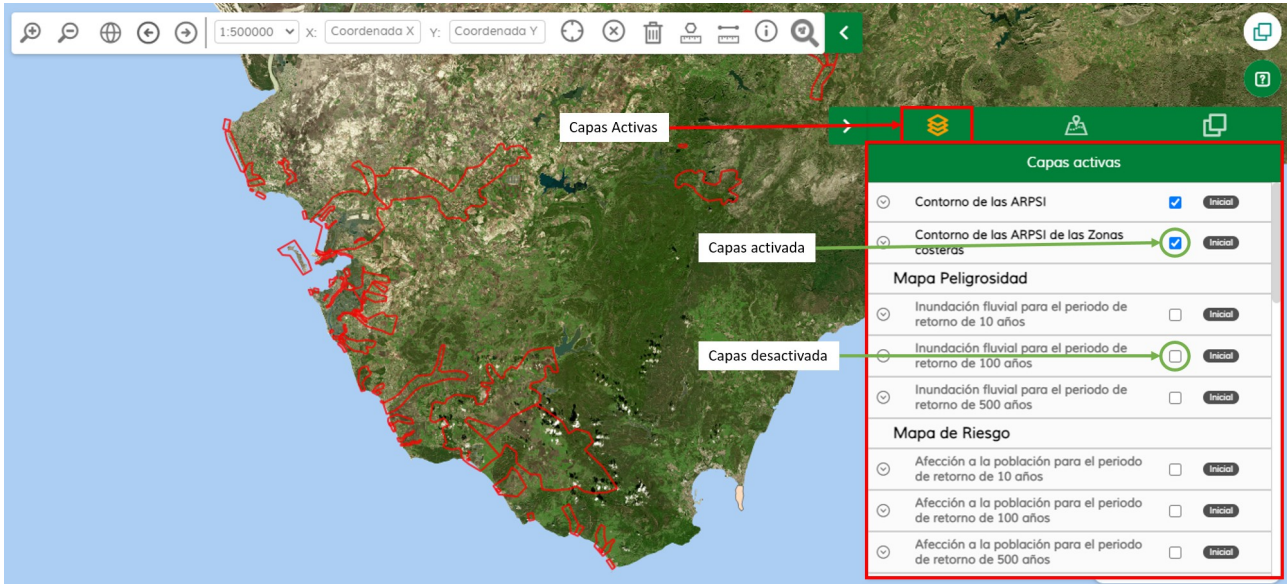 1:500000 X: Coordenada X Y: Coordenada Y
Capas Activas
Capas activas
Contorno de las ARPSI Inicial
Capas activada
Contorno de las ARPSI de las Zonas
costeras Inicial
Mapa Peligrosidad
Inundación fluvial para el periodo de
retorno de 10 años Inicial
Capas desactivada
Inundación fluvial para el periodo de
retorno de 100 años Inicial
Inundación fluvial para el periodo de
retorno de 500 años Inicial
Mapa de Riesgo
Afección a la población para el periodo
de retorno de 10 años Inicial
Afección a la población para el periodo
de retorno de 100 años Inicial
Afección a la población para el periodo
de retorno de 500 años Inicial